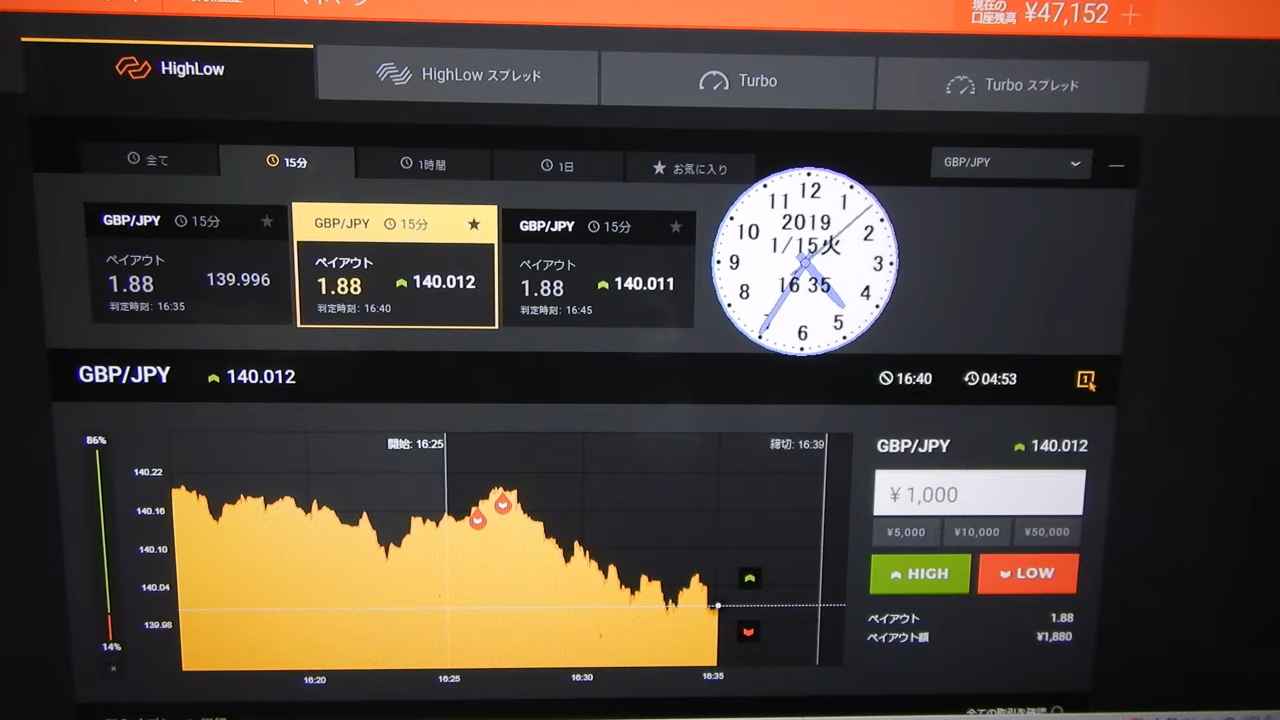 現在の
口座残高 ¥47,152
HighLow
HighLow スプレッド
Turbo
Turbo スプレッド
全て
15分
1時間
1日
お気に入り
GBP/JPY
GBP/JPY 15分
ペイアウト
1.88 139.996
判定時刻: 16:35
GBP/JPY 15分
ペイアウト
1.88 140.012
判定時刻: 16:40
GBP/JPY 15分
ペイアウト
1.88 140.011
判定時刻: 16:45
12
1
2
3
4
5
6
8
9
10
11
2019
1/15火
16 35
GBP/JPY 140.012
16:40 04:53
1
86%
14%
×
開始: 16:25
締切: 16:39
140.22
140.16
140.10
140.04
139.98
16:20
16:25
16:30
16:35
GBP/JPY 140.012
¥ 1,000
¥5,000
¥10,000
¥50,000
HIGH
LOW
ペイアウト 1.88
ペイアウト額 ¥1,880
全ての取引を確認